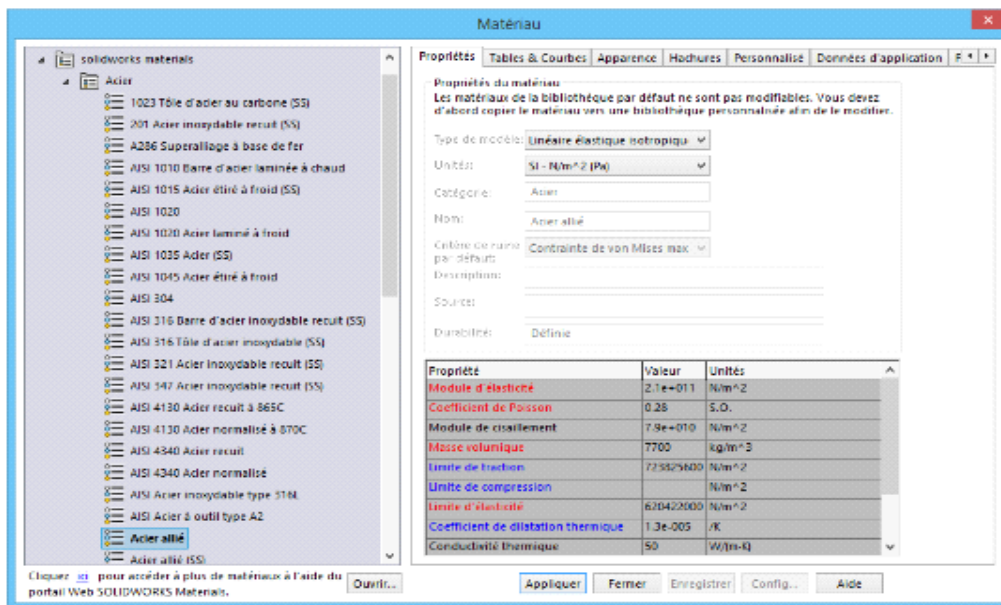 Matériau
solidworks materials
Acier
1023 Tôle d'acier au carbone (SS)
201 Acier inoxydable recuit (SS)
A286 Superalliage à base de fer
AISI 1010 Barre d'acier laminée à chaud
AISI 1015 Acier étiré à froid (SS)
AISI 1020
AISI 1020 Acier laminé à froid
AISI 1035 Acier (SS)
AISI 1045 Acier étiré à froid
AISI 304
AISI 316 Barre d'acier inoxydable recuit (SS)
AISI 316 Tôle d'acier inoxydable (SS)
AISI 321 Acier inoxydable recuit (SS)
AISI 347 Acier inoxydable recuit (SS)
AISI 4130 Acier recuit à 865C
AISI 4130 Acier normalisé à 870C
AISI 4340 Acier recuit
AISI 4340 Acier normalisé
AISI Acier inoxydable type 316L
AISI Acier à outil type A2
Acier allié
Acier allié (SS)
Cliquez ici pour accéder à plus de matériaux à l'aide du
portail Web SOLIDWORKS Materials.
Ouvrir...
Propriétés Tables & Courbes Apparence Hachures Personnalisé Données d'application F
Propriétés du matériau
Les matériaux de la bibliothèque par défaut ne sont pas modifiables. Vous devez
d'abord copier le matériau vers une bibliothèque personnalisée afin de le modifier.
Type de modèle: Linéaire élastique isotropiqu
Unités: SI - N/m^2 (Pa)
Catégorie: Acier
Nom: Acier allié
Critère de ruine
par défaut: Contrainte de von Mises max
Description:
Source:
Durabilité: Définie
Propriété Valeur Unités
Module d'élasticité 2.1e+011 N/m^2
Coefficient de Poisson 0.28 S.O.
Module de cisaillement 7.9e+010 N/m^2
Masse volumique 7700 kg/m^3
Limite de traction 723825600 N/m^2
Limite de compression N/m^2
Limite d'élasticité 620422000 N/m^2
Coefficient de dilatation thermique 1.3e-005 /K
Conductivité thermique 50 W/(m·K)
Appliquer Fermer Enregistrer Config... Aide